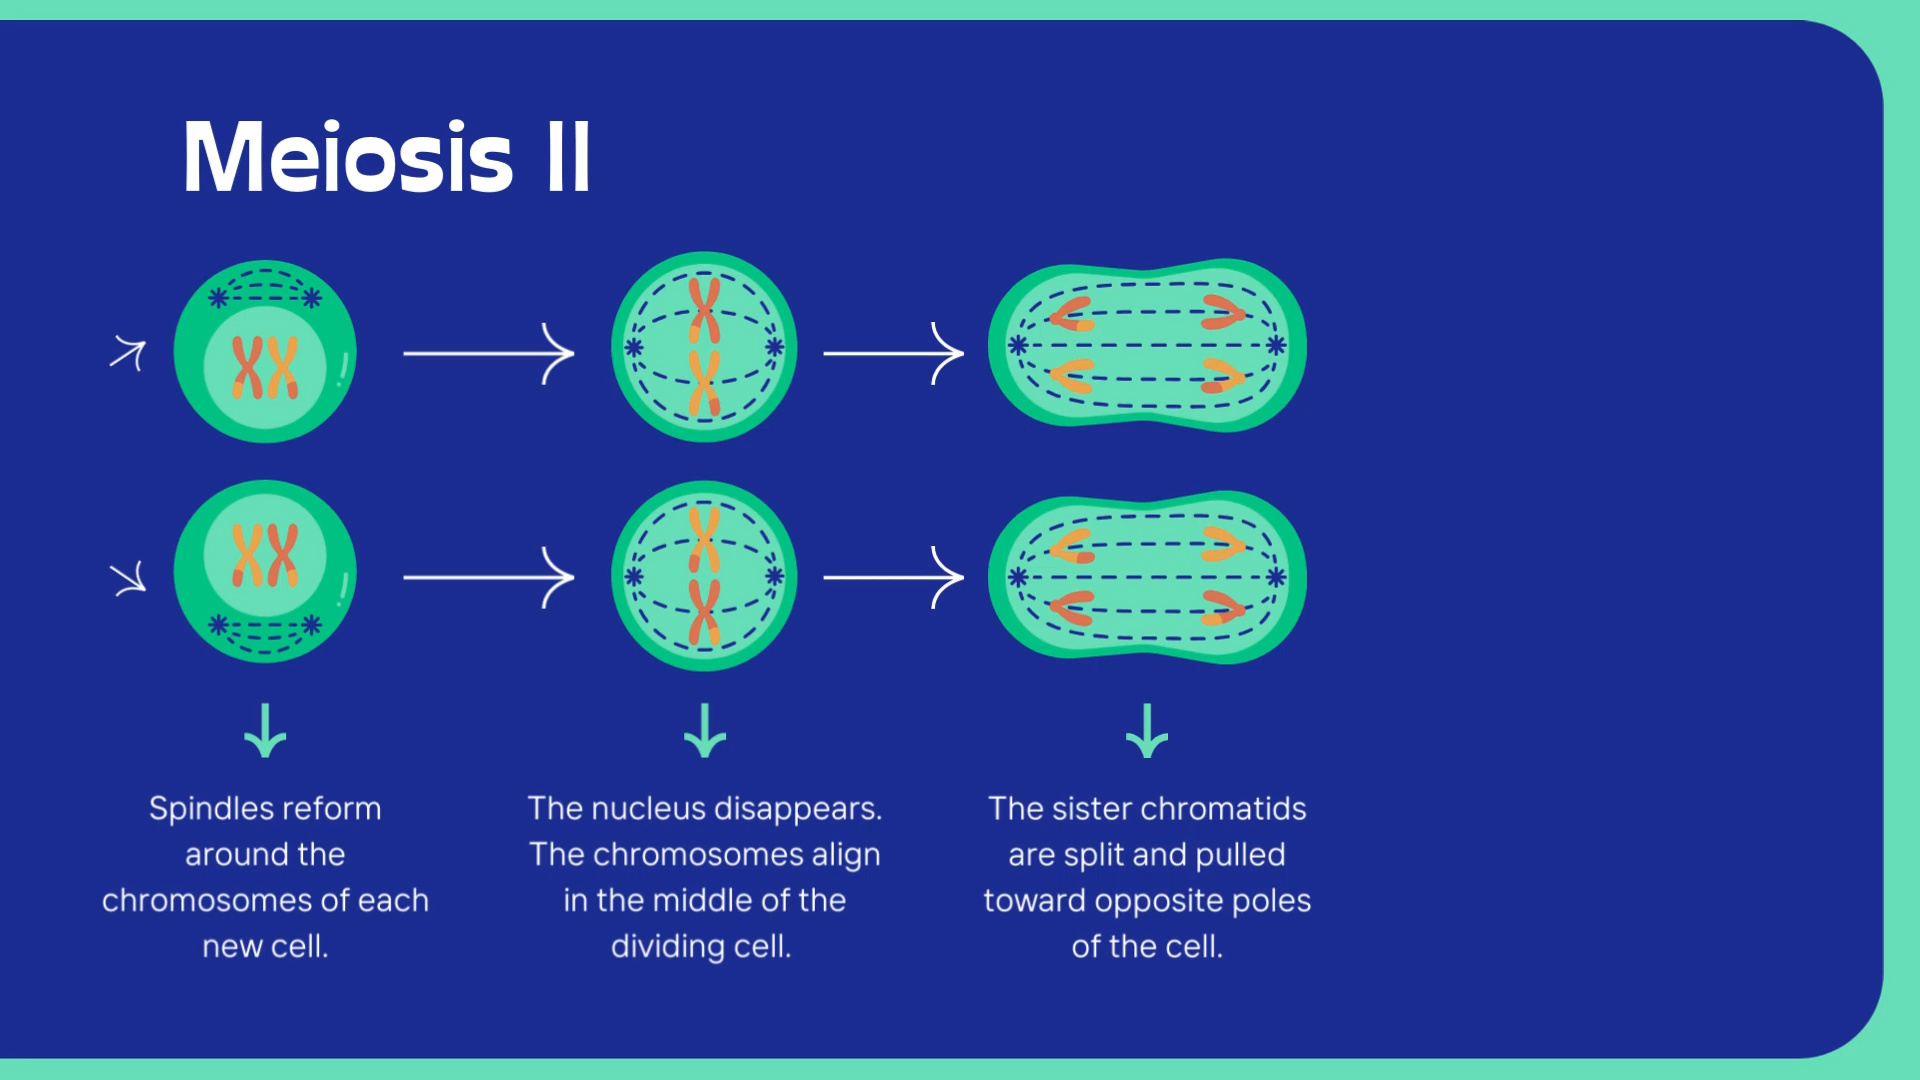 Meiosis II
Spindles reform
around the
chromosomes of each
new cell.
The nucleus disappears.
The chromosomes align
in the middle of the
dividing cell.
The sister chromatids
are split and pulled
toward opposite poles
of the cell.